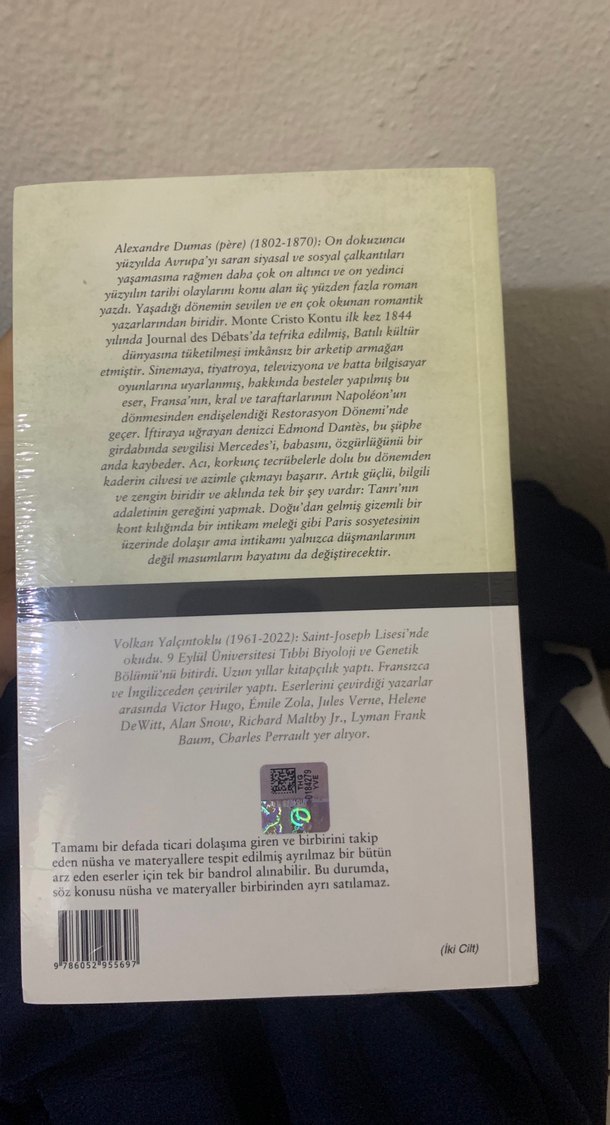 Alexandre Dumas (père) (1802-1870): On dokuzuncu
yüzyılda Avrupa'yı saran siyasal ve sosyal çalkantıları
yaşamasına rağmen daha çok on altıncı ve on yedinci
yüzyılın tarihi olaylarını konu alan üç yüzden fazla roman
yazdı. Yaşadığı dönemin sevilen ve en çok okunan romantik
yazarlarından biridir. Monte Cristo Kontu ilk kez 1844
yılında Journal des Débats'da tefrika edilmiş, Batılı kültür
dünyasına tüketilmesi imkânsız bir arketip armağan
etmiştir. Sinemaya, tiyatroya, televizyona ve hatta bilgisayar
oyunlarına uyarlanmış, hakkında besteler yapılmış bu
eser, Fransa'nın, kral ve taraftarlarının Napoléon'un
dönmesinden endişelendiği Restorasyon Dönemi'nde
geçer. İftiraya uğrayan denizci Edmond Dantès, bu şüphe
girdabında sevgilisi Mercedes'i, babasını, özgürlüğünü bir
anda kaybeder. Acı, korkunç tecrübelerle dolu bu dönemden
kaderin cilvesi ve azimle çıkmayı başarır. Artık güçlü, bilgili
ve zengin biridir ve aklında tek bir şey vardır: Tanrı'nın
adaletinin gereğini yapmak. Doğu'dan gelmiş gizemli bir
kont kılığında bir intikam meleği gibi Paris sosyetesinin
üzerinde dolaşır ama intikamı yalnızca düşmanlarının
değil masumların hayatını da değiştirecektir.
Volkan Yalçıntoklu (1961-2022): Saint-Joseph Lisesi'nde
okudu. 9 Eylül Üniversitesi Tıbbi Biyoloji ve Genetik
Bölümü'nü bitirdi. Uzun yıllar kitapçılık yaptı. Fransızca
ve İngilizceden çeviriler yaptı. Eserlerini çevirdiği yazarlar
arasında Victor Hugo, Émile Zola, Jules Verne, Helene
DeWitt, Alan Snow, Richard Maltby Jr., Lyman Frank
Baum, Charles Perrault yer alıyor.
THG
YVE
0184279
Tamamı bir defada ticari dolaşıma giren ve birbirini takip
eden nüsha ve materyallere tespit edilmiş ayrılmaz bir bütün
arz eden eserler için tek bir bandrol alınabilir. Bu durumda,
söz konusu nüsha ve materyaller birbirinden ayrı satılamaz.
9 786052 955697
(İki Cilt)